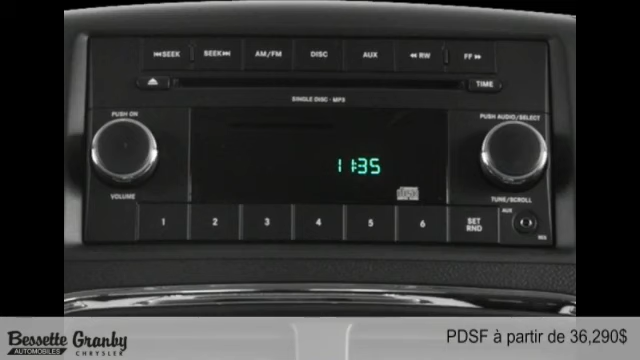 ⏮SEEK SEEK⏭ AM/FM DISC AUX ◀◀ RW FF ▶▶
TIME
SINGLE DISC · MP3
PUSH ON
PUSH AUDIO/SELECT
11:35
disc
VOLUME
TUNE/SCROLL
1 2 3 4 5 6 SET RND
AUX
Bessette Granby
AUTOMOBILES CHRYSLER
PDSF à partir de 36,290$